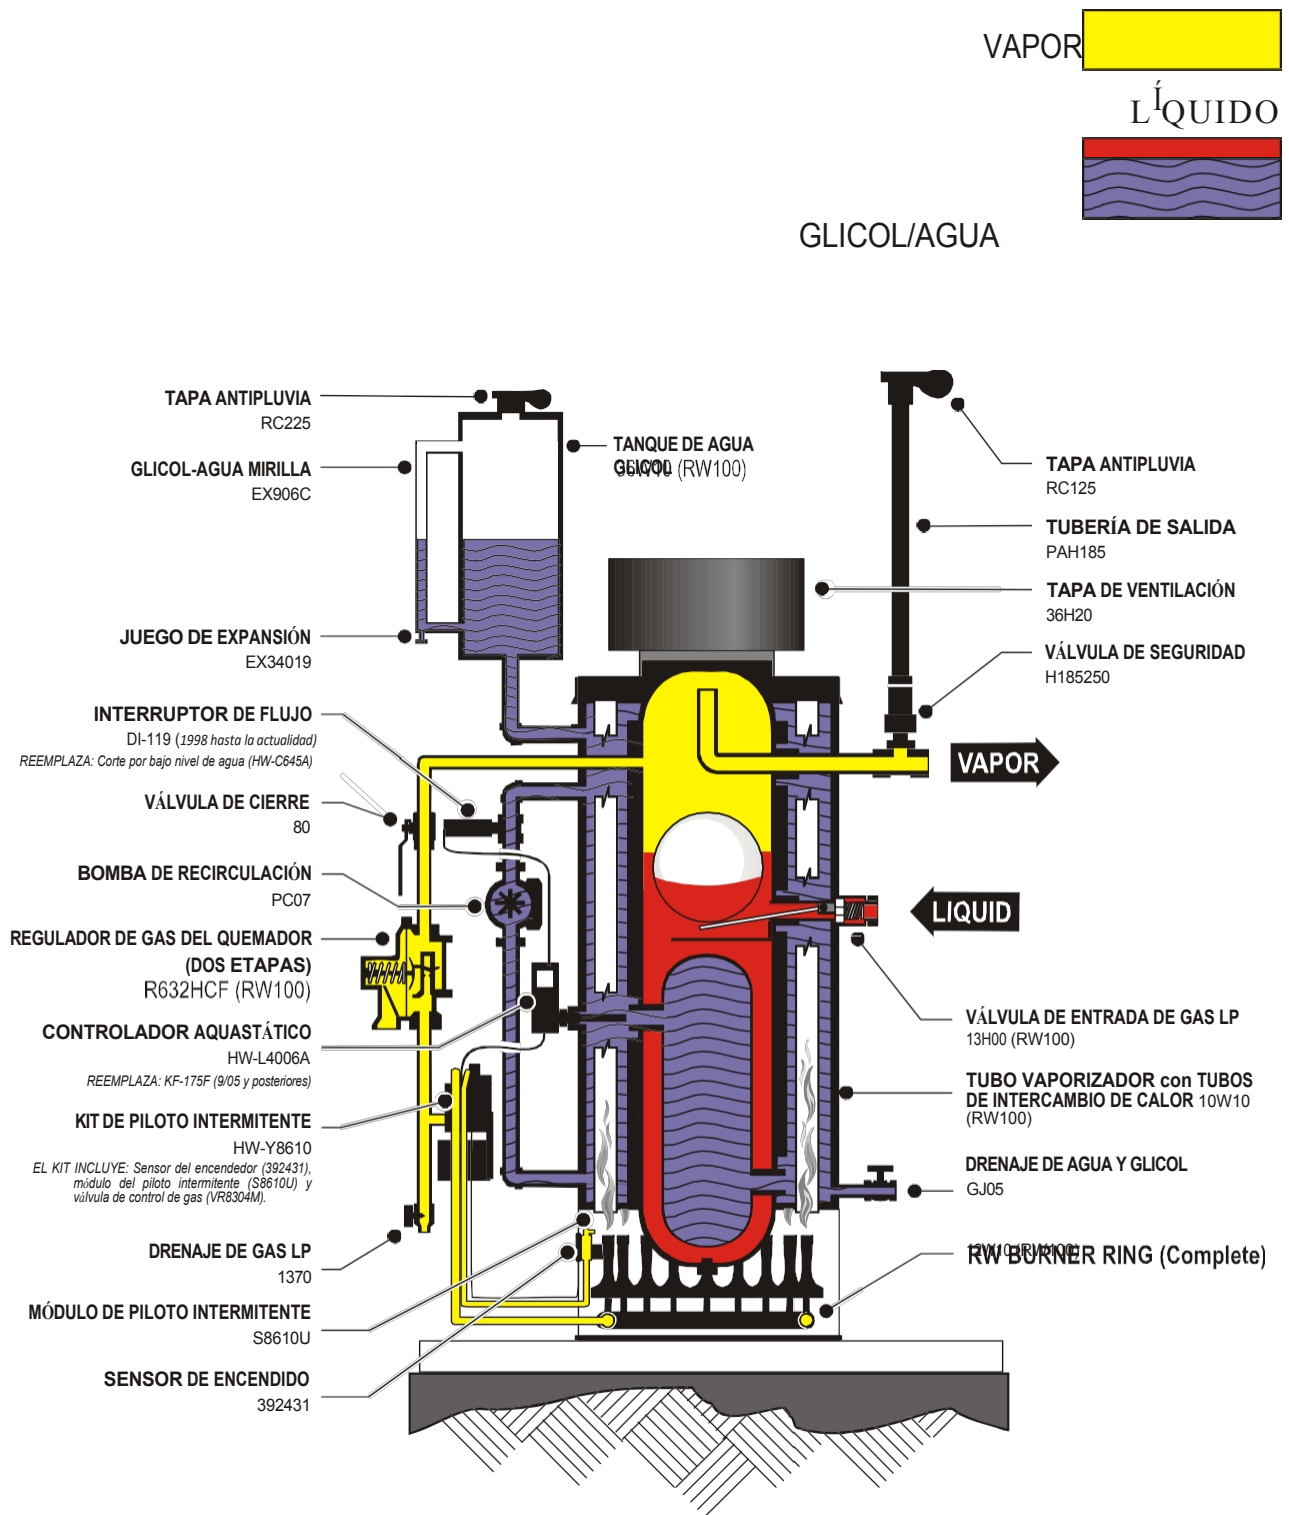 VAPOR
LÍQUIDO
GLICOL/AGUA
TAPA ANTIPLUVIA
RC225
GLICOL-AGUA MIRILLA
EX906C
TANQUE DE AGUA
GLICOL
36W10 (RW100)
JUEGO DE EXPANSIÓN
EX34019
INTERRUPTOR DE FLUJO
DI-119 (1998 hasta la actualidad)
REEMPLAZA: Corte por bajo nivel de agua (HW-C645A)
VÁLVULA DE CIERRE
80
BOMBA DE RECIRCULACIÓN
PC07
REGULADOR DE GAS DEL QUEMADOR
(DOS ETAPAS)
R632HCF (RW100)
CONTROLADOR AQUASTÁTICO
HW-L4006A
REEMPLAZA: KF-175F (9/05 y posteriores)
KIT DE PILOTO INTERMITENTE
HW-Y8610
EL KIT INCLUYE: Sensor del encendedor (392431),
módulo del piloto intermitente (S8610U) y
válvula de control de gas (VR8304M).
DRENAJE DE GAS LP
1370
MÓDULO DE PILOTO INTERMITENTE
S8610U
SENSOR DE ENCENDIDO
392431
TAPA ANTIPLUVIA
RC125
TUBERÍA DE SALIDA
PAH185
TAPA DE VENTILACIÓN
36H20
VÁLVULA DE SEGURIDAD
H185250
VAPOR
LIQUID
VÁLVULA DE ENTRADA DE GAS LP
13H00 (RW100)
TUBO VAPORIZADOR con TUBOS
DE INTERCAMBIO DE CALOR 10W10
(RW100)
DRENAJE DE AGUA Y GLICOL
GJ05
12W10 (RW100)
RW BURNER RING (Complete)